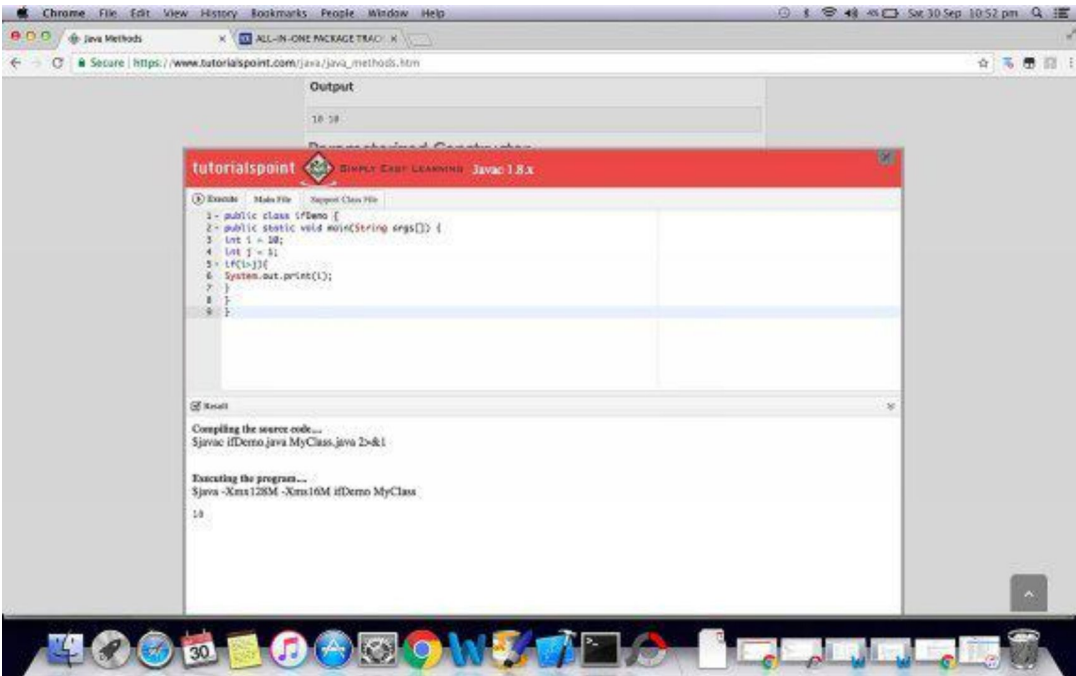 Chrome File Edit View History Bookmarks People Window Help
Sat 30 Sep 10:52 pm
Java Methods
ALL-IN-ONE PACKAGE TRAC
Secure | https://www.tutorialspoint.com/java/java_methods.htm
Output
10 10
Parameterized Constructor
tutorialspoint SIMPLY EASY LEARNING Javac 1.8.x
Execute Main File Support Class File
1 public class ifDemo {
2 public static void main(String args[]) {
3 int i = 10;
4 int j = 5;
5 if(i>j){
6 System.out.print(i);
7 }
8 }
9 }
Result
Compiling the source code....
$javac ifDemo.java MyClass.java 2>&1
Executing the program....
$java -Xmx128M -Xms16M ifDemo MyClass
10
30